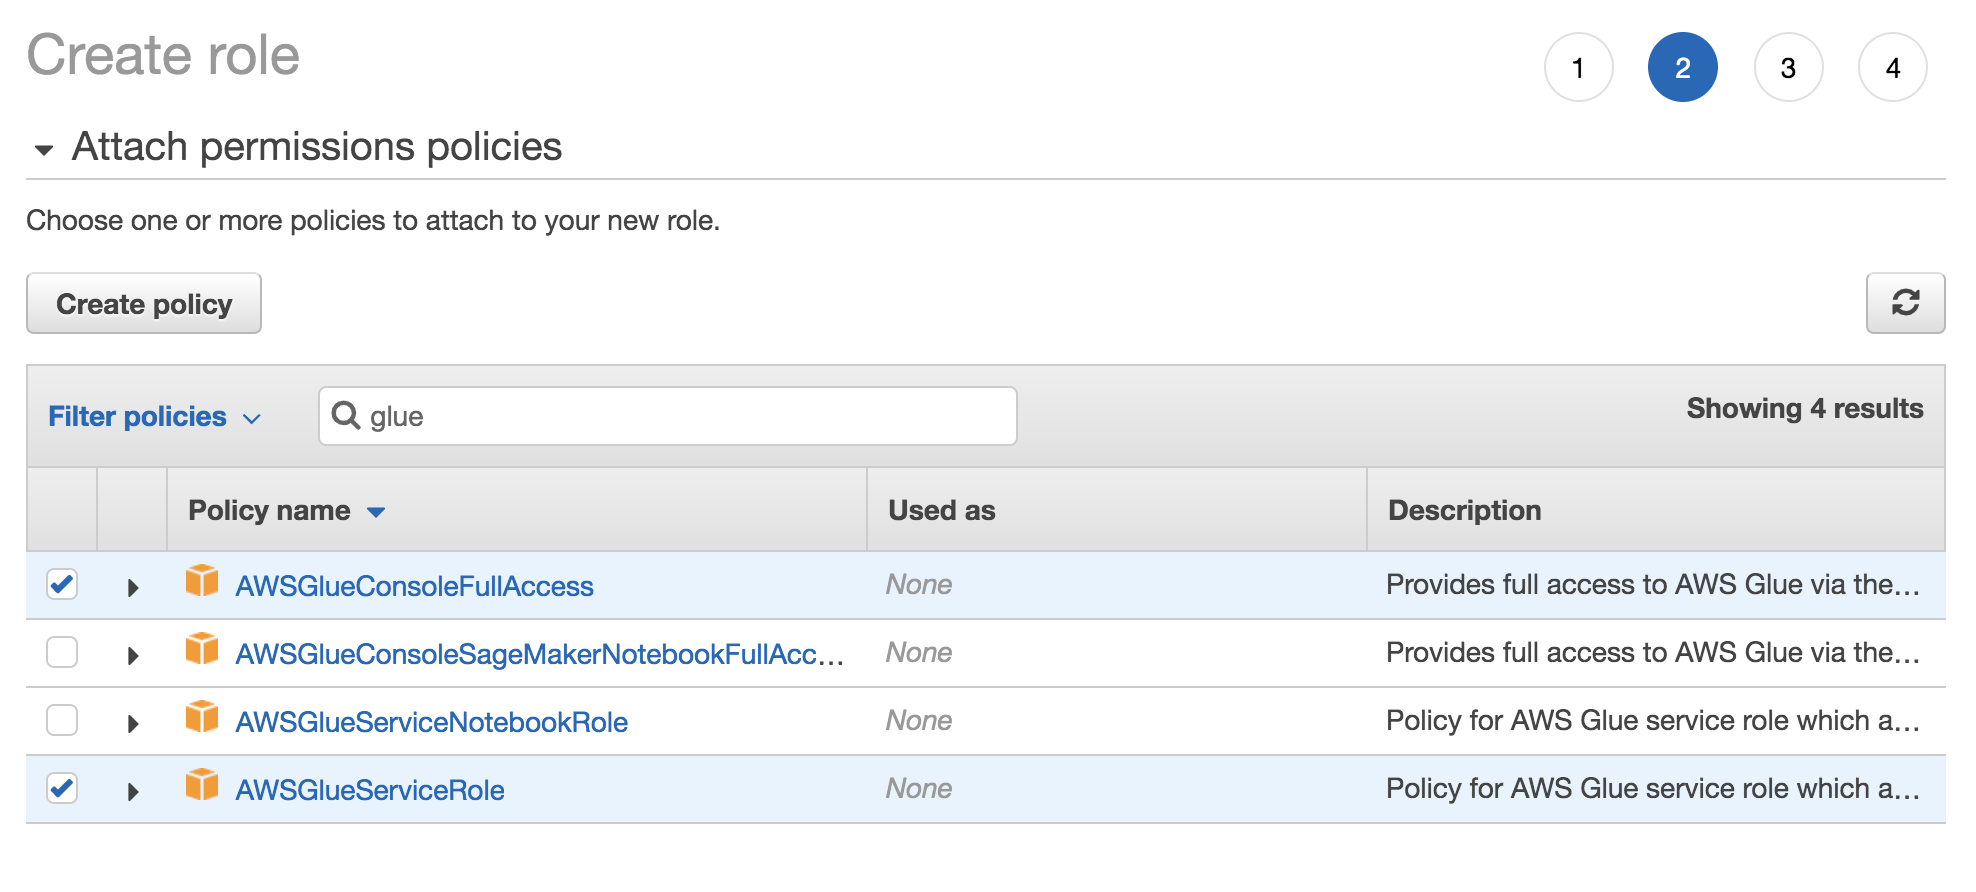 Create role
1 2 3 4
Attach permissions policies
Choose one or more policies to attach to your new role.
Create policy
Filter policies glue Showing 4 results
Policy name Used as Description
AWSGlueConsoleFullAccess None Provides full access to AWS Glue via the...
AWSGlueConsoleSageMakerNotebookFullAcc... None Provides full access to AWS Glue via the...
AWSGlueServiceNotebookRole None Policy for AWS Glue service role which a...
AWSGlueServiceRole None Policy for AWS Glue service role which a...